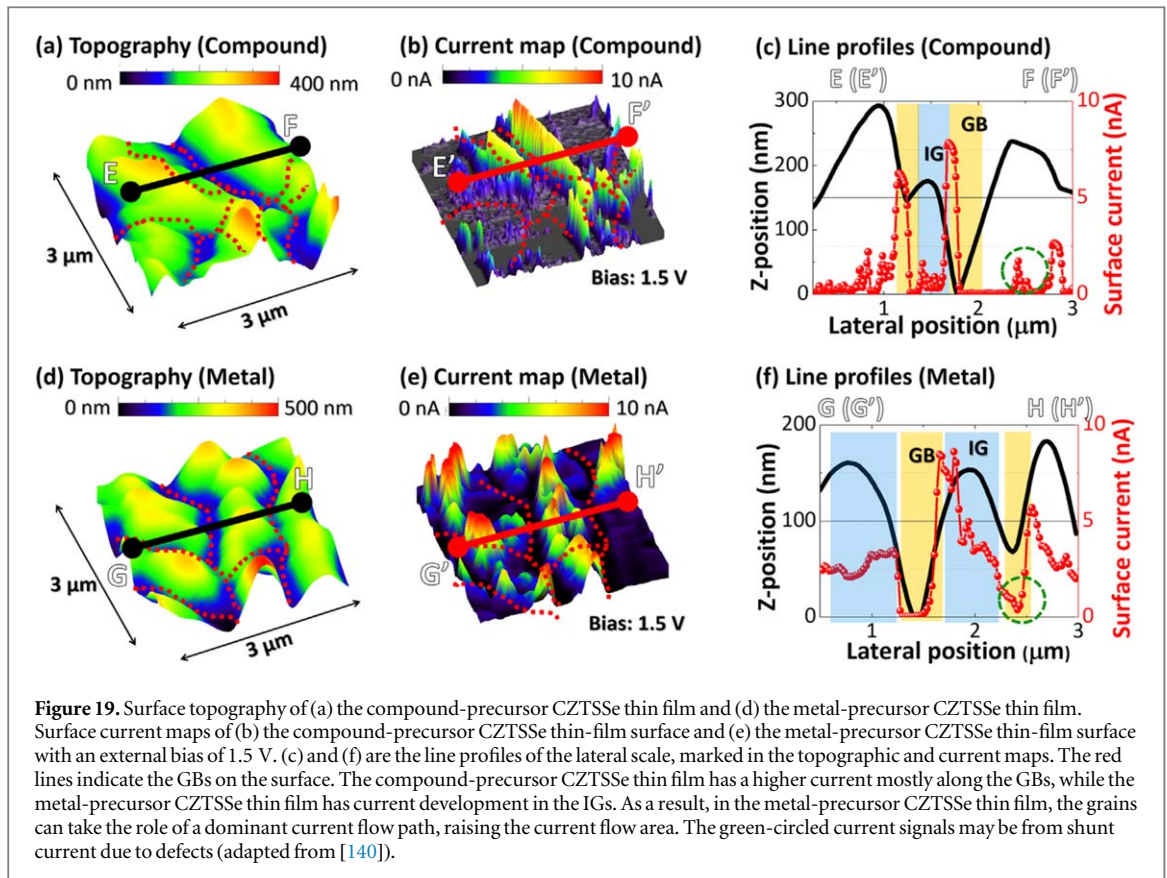 (a) Topography (Compound)
0 nm 400 nm
E
F
3 μm
3 μm
(b) Current map (Compound)
0 nA 10 nA
E'
F'
Bias: 1.5 V
(c) Line profiles (Compound)
E (E')
F (F')
300
200
100
0
Z-position (nm)
IG
GB
10
5
0
Surface current (nA)
1
2
3
Lateral position (μm)
(d) Topography (Metal)
0 nm 500 nm
G
H
3 μm
3 μm
(e) Current map (Metal)
0 nA 10 nA
G'
H'
Bias: 1.5 V
(f) Line profiles (Metal)
G (G')
H (H')
200
100
0
Z-position (nm)
GB
IG
10
5
0
Surface current (nA)
1
2
3
Lateral position (μm)
Figure 19. Surface topography of (a) the compound-precursor CZTSSe thin film and (d) the metal-precursor CZTSSe thin film.
Surface current maps of (b) the compound-precursor CZTSSe thin-film surface and (e) the metal-precursor CZTSSe thin-film surface
with an external bias of 1.5 V. (c) and (f) are the line profiles of the lateral scale, marked in the topographic and current maps. The red
lines indicate the GBs on the surface. The compound-precursor CZTSSe thin film has a higher current mostly along the GBs, while the
metal-precursor CZTSSe thin film has current development in the IGs. As a result, in the metal-precursor CZTSSe thin film, the grains
can take the role of a dominant current flow path, raising the current flow area. The green-circled current signals may be from shunt
current due to defects (adapted from [140]).